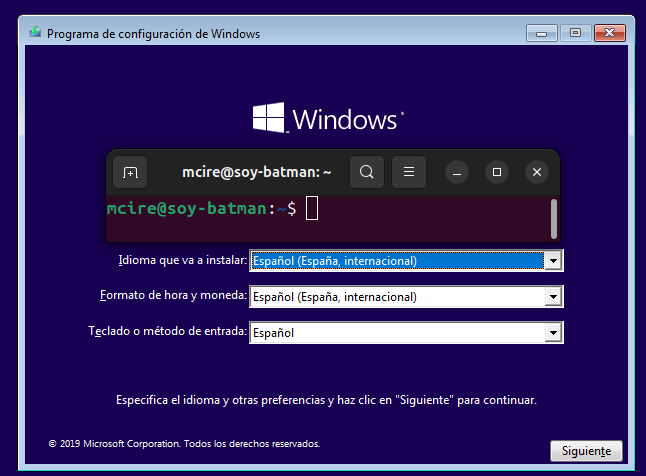 Programa de configuración de Windows
Windows
mcire@soy-batman: ~
mcire@soy-batman:~$
Idioma que va a instalar: Español (España, internacional)
Formato de hora y moneda: Español (España, internacional)
Teclado o método de entrada: Español
Especifica el idioma y otras preferencias y haz clic en "Siguiente" para continuar.
© 2019 Microsoft Corporation. Todos los derechos reservados.
Siguiente